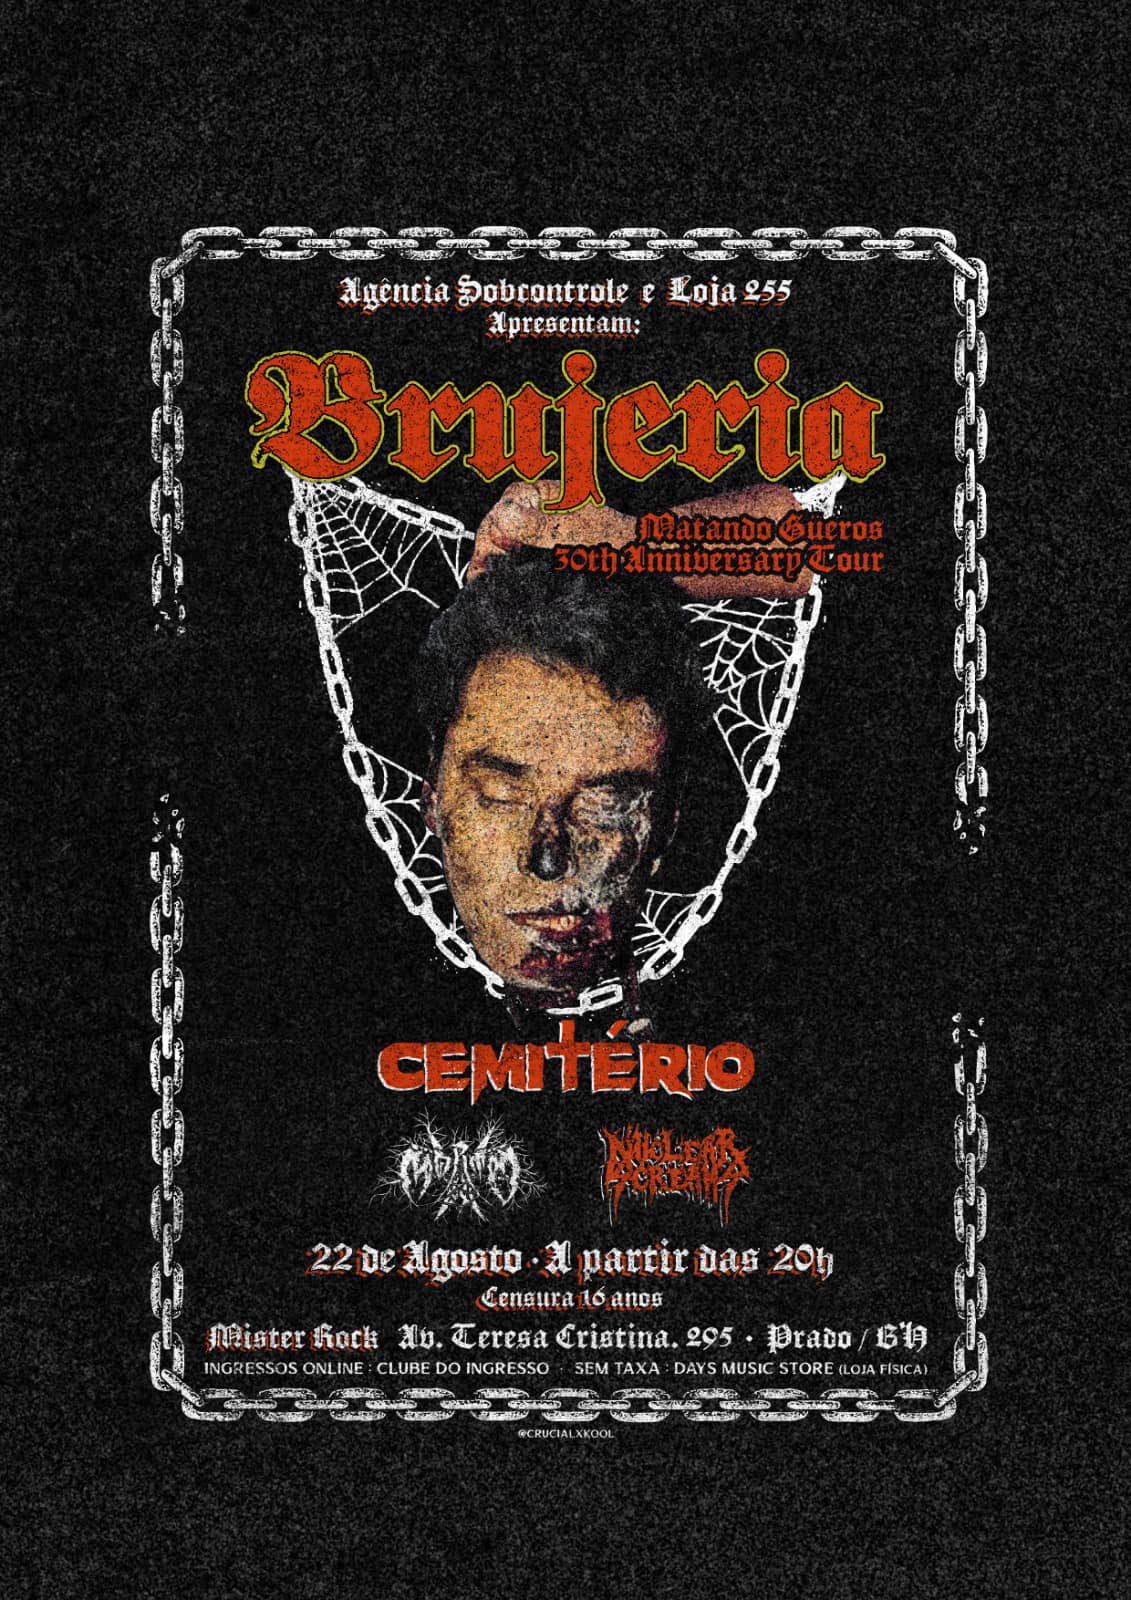 Agência Sobcontrole e Loja 255
Apresentam:
Brujeria
Matando Gueros
30th Anniversary Tour
CEMITÉRIO
NUCLEAR
SCREAM
22 de Agosto · A partir das 20h
Censura 16 anos
Mister Rock Av. Teresa Cristina. 295 · Prado / BH
INGRESSOS ONLINE : CLUBE DO INGRESSO · SEM TAXA : DAYS MUSIC STORE (LOJA FÍSICA)
@CRUCIALXKOOL